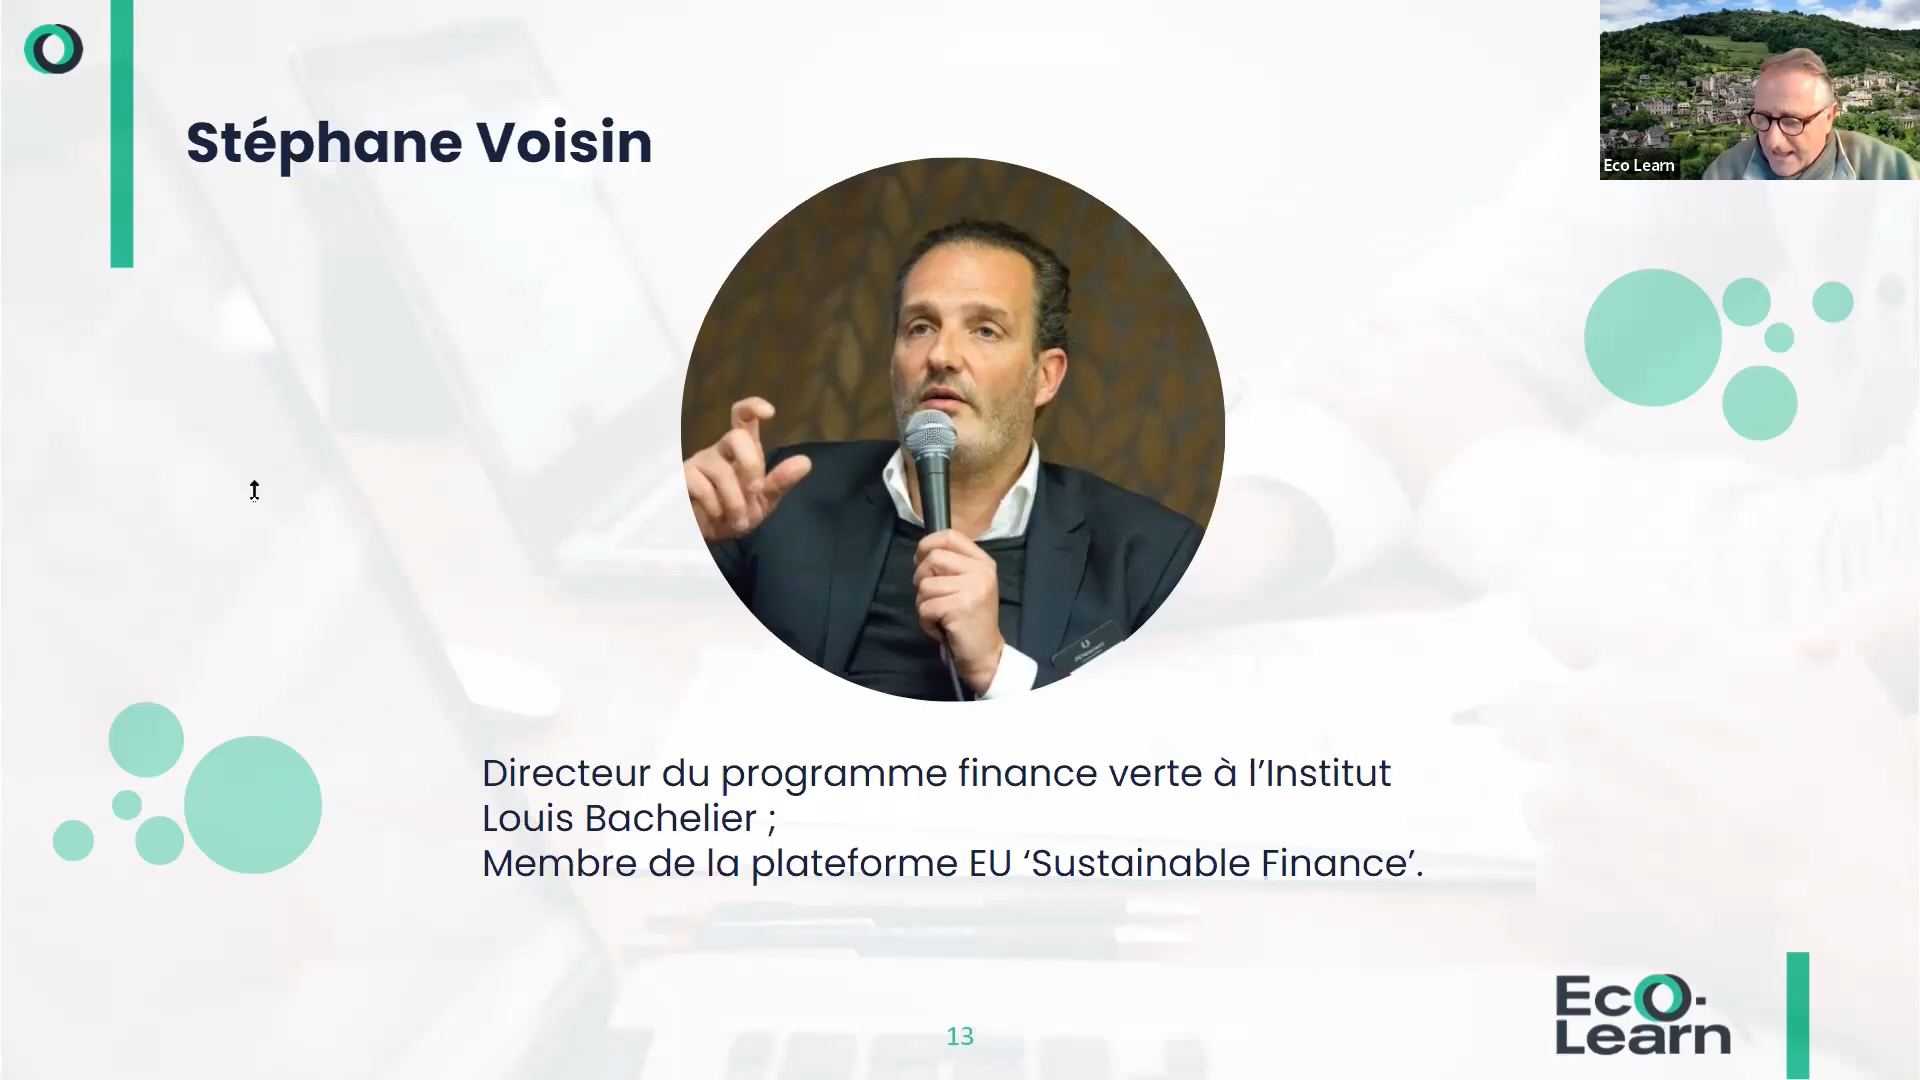 Stéphane Voisin
Eco Learn
Directeur du programme finance verte à l’Institut
Louis Bachelier ;
Membre de la plateforme EU ‘Sustainable Finance’.
13
EcO-
Learn